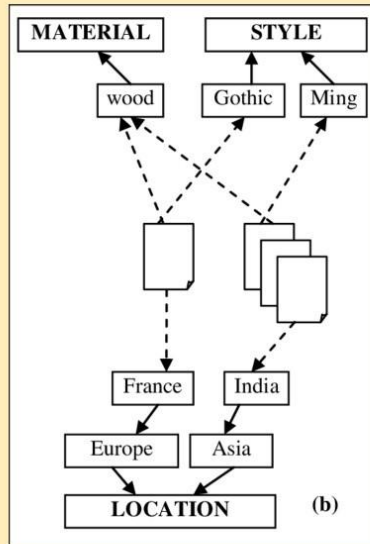 MATERIAL STYLE
wood Gothic Ming
France India
Europe Asia
LOCATION (b)